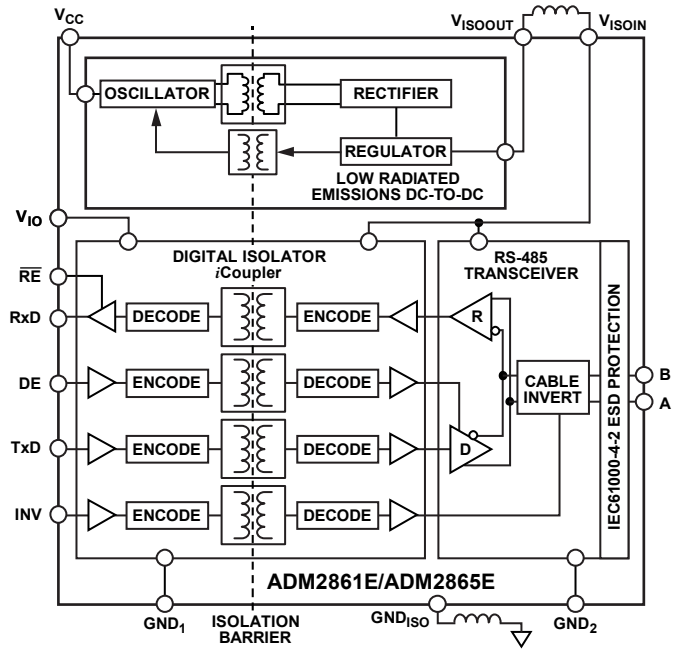 VCC
VISOOUT
VISOIN
OSCILLATOR
RECTIFIER
REGULATOR
LOW RADIATED
EMISSIONS DC-TO-DC
VIO
DIGITAL ISOLATOR
iCoupler
RS-485
TRANSCEIVER
RE
RxD
DECODE
ENCODE
R
DE
ENCODE
DECODE
CABLE
INVERT
B
A
IEC61000-4-2 ESD PROTECTION
TxD
ENCODE
DECODE
D
INV
ENCODE
DECODE
ADM2861E/ADM2865E
GND1
ISOLATION
BARRIER
GNDISO
GND2